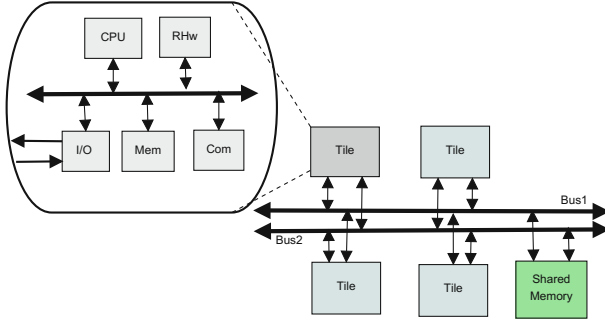 CPU
RHw
I/O
Mem
Com
Tile
Tile
Bus1
Bus2
Tile
Tile
Shared
Memory